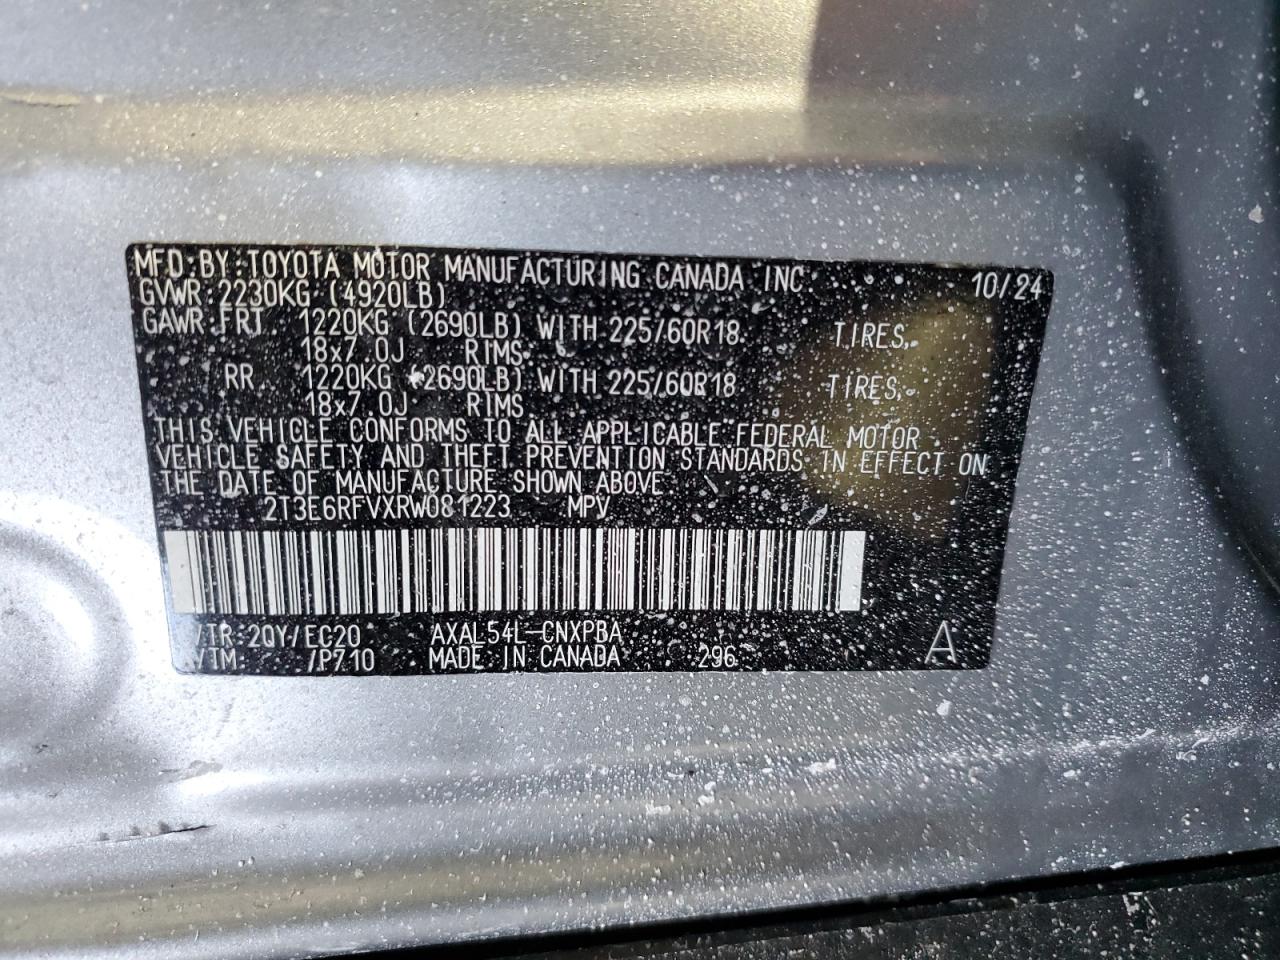 MFD. BY: TOYOTA MOTOR MANUFACTURING CANADA INC. 10/24
GVWR 2230KG (4920LB)
GAWR FRT 1220KG (2690LB) WITH 225/60R18 TIRES,
18x7.0J RIMS
RR 1220KG (2690LB) WITH 225/60R18 TIRES,
18x7.0J RIMS
THIS VEHICLE CONFORMS TO ALL APPLICABLE FEDERAL MOTOR
VEHICLE SAFETY AND THEFT PREVENTION STANDARDS IN EFFECT ON
THE DATE OF MANUFACTURE SHOWN ABOVE.
2T3E6RFVXRW081223 MPV
C/TR:2QY/EC20 AXAL54L-CNXPBA A
A/TM: /P710 MADE IN CANADA 296